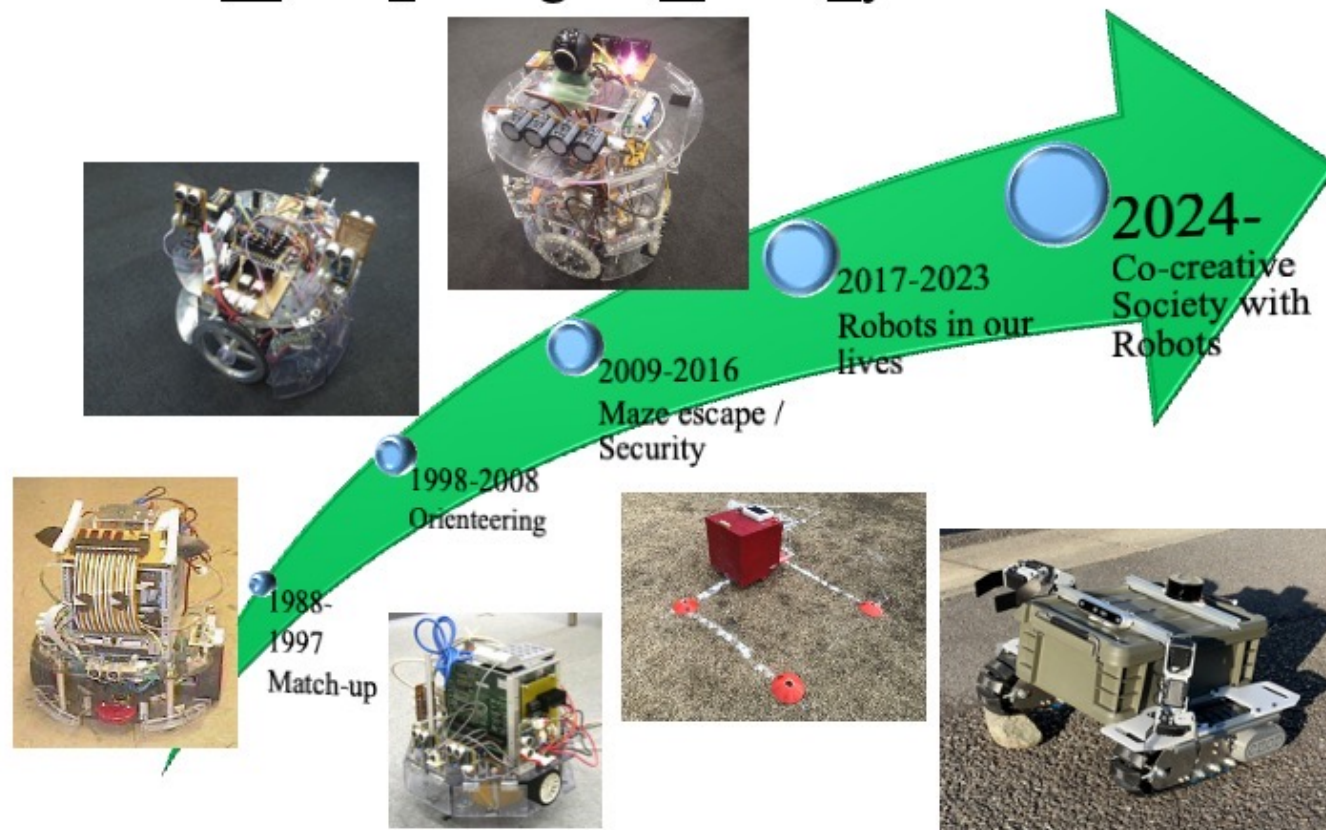 1988-
1997
Match-up
1998-2008
Orienteering
2009-2016
Maze escape /
Security
2017-2023
Robots in our
lives
2024-
Co-creative
Society with
Robots